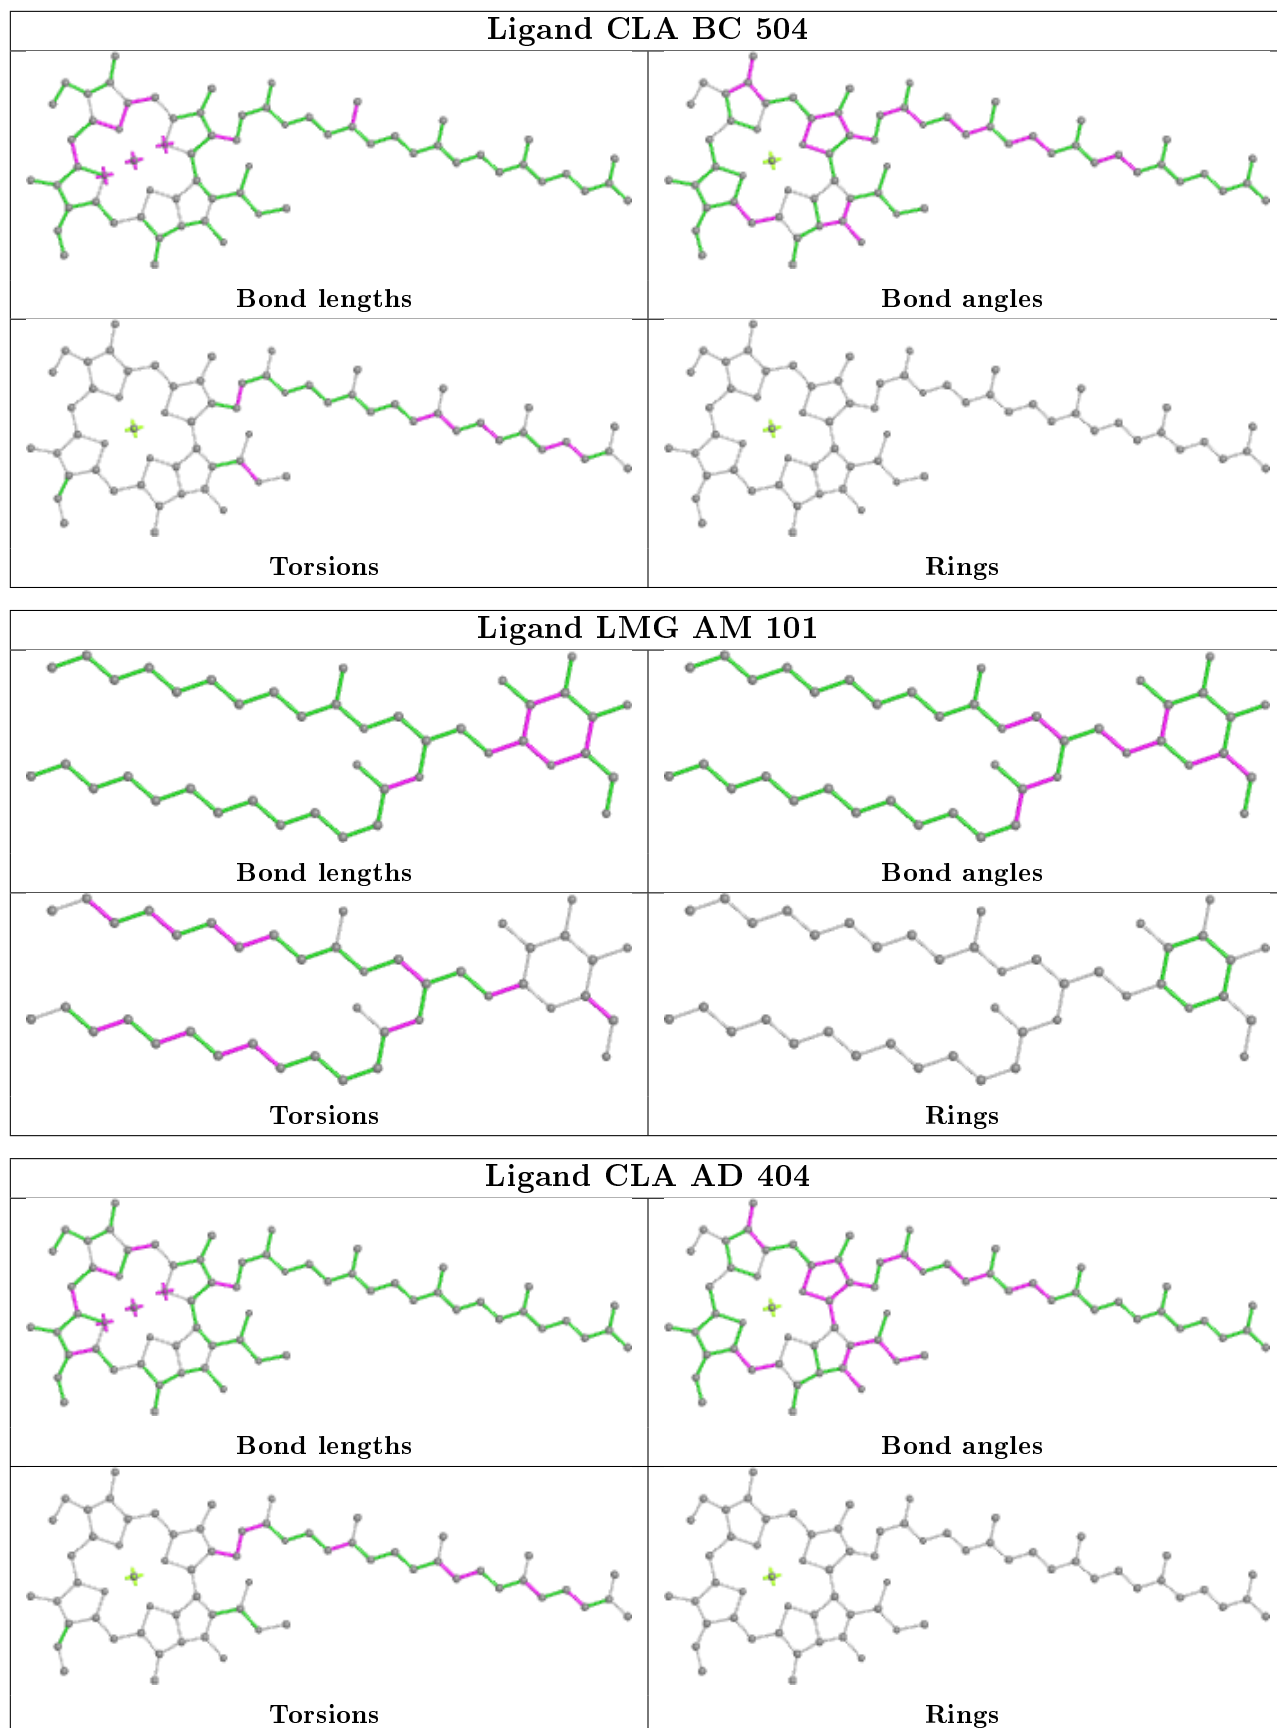 Ligand CLA BC 504
Bond lengths
Bond angles
Torsions
Rings
Ligand LMG AM 101
Bond lengths
Bond angles
Torsions
Rings
Ligand CLA AD 404
Bond lengths
Bond angles
Torsions
Rings